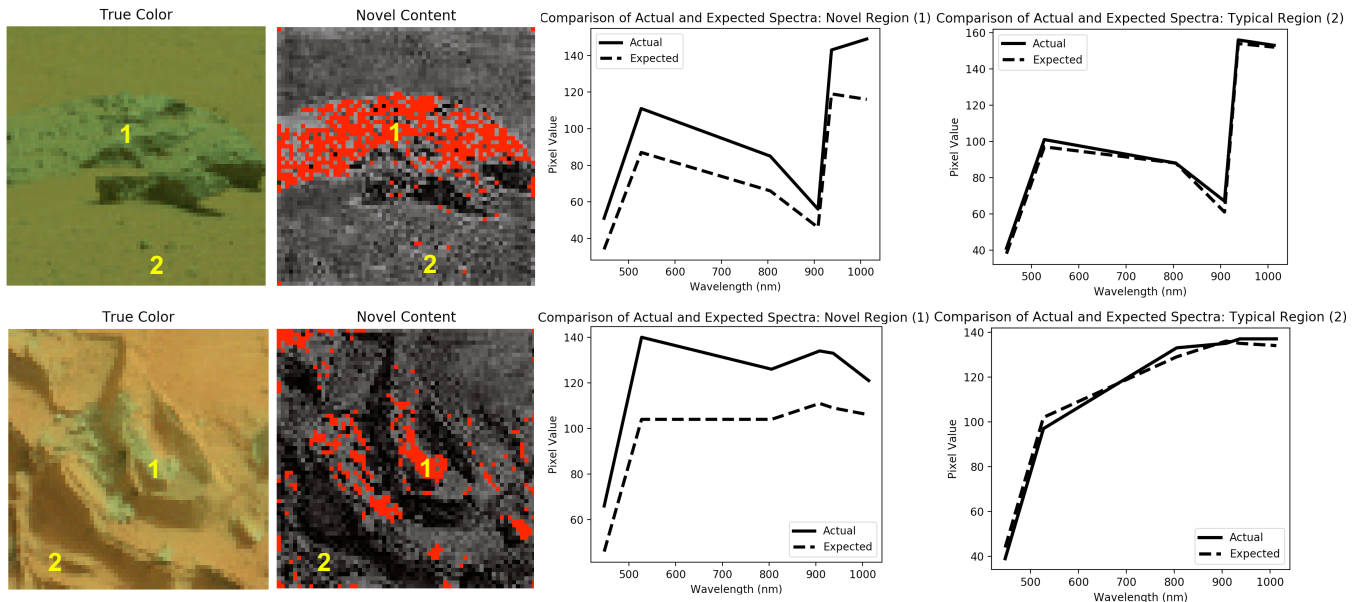 True Color
Novel Content
Comparison of Actual and Expected Spectra: Novel Region (1)
Comparison of Actual and Expected Spectra: Typical Region (2)
1
2
1
2
Actual
Expected
Pixel Value
140
120
100
80
60
40
500 600 700 800 900 1000
Wavelength (nm)
Actual
Expected
Pixel Value
160
140
120
100
80
60
40
500 600 700 800 900 1000
Wavelength (nm)
True Color
Novel Content
Comparison of Actual and Expected Spectra: Novel Region (1)
Comparison of Actual and Expected Spectra: Typical Region (2)
1
2
1
2
Pixel Value
140
120
100
80
60
Actual
Expected
500 600 700 800 900 1000
Wavelength (nm)
Pixel Value
140
120
100
80
60
40
Actual
Expected
500 600 700 800 900 1000
Wavelength (nm)